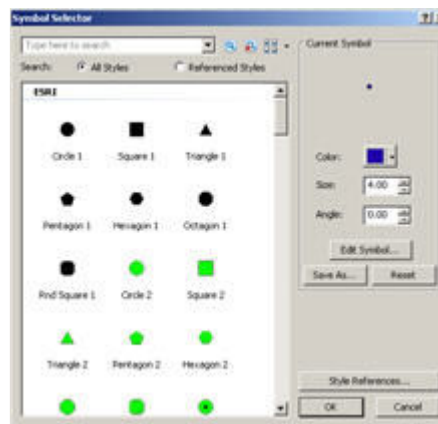 Symbol Selector
Type here to search
Search: All Styles Referenced Styles
ESRI
Circle 1 Square 1 Triangle 1
Pentagon 1 Hexagon 1 Octagon 1
Rnd Square 1 Circle 2 Square 2
Triangle 2 Pentagon 2 Hexagon 2
Current Symbol
Color:
Size: 4.00
Angle: 0.00
Edit Symbol...
Save As... Reset
Style References...
OK Cancel